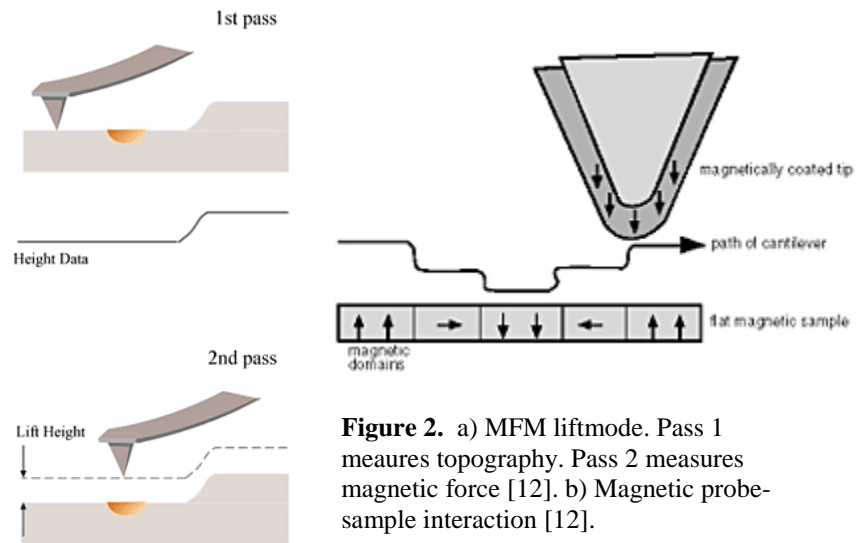 1st pass
Height Data
2nd pass
Lift Height
magnetically coated tip
path of cantilever
flat magnetic sample
magnetic
domains
Figure 2. a) MFM liftmode. Pass 1
meaures topography. Pass 2 measures
magnetic force [12]. b) Magnetic probe-
sample interaction [12].